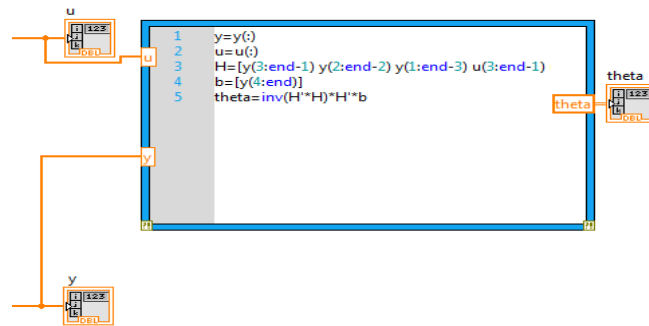 u
i 123
j
k DBL
1 y=y(:)
2 u=u(:)
3 H=[y(3:end-1) y(2:end-2) y(1:end-3) u(3:end-1)
4 b=[y(4:end)]
5 theta=inv(H'*H)*H'*b
u
y
theta
theta
i 123
j
k DBL
?! ?!
y
i 123
j
k DBL